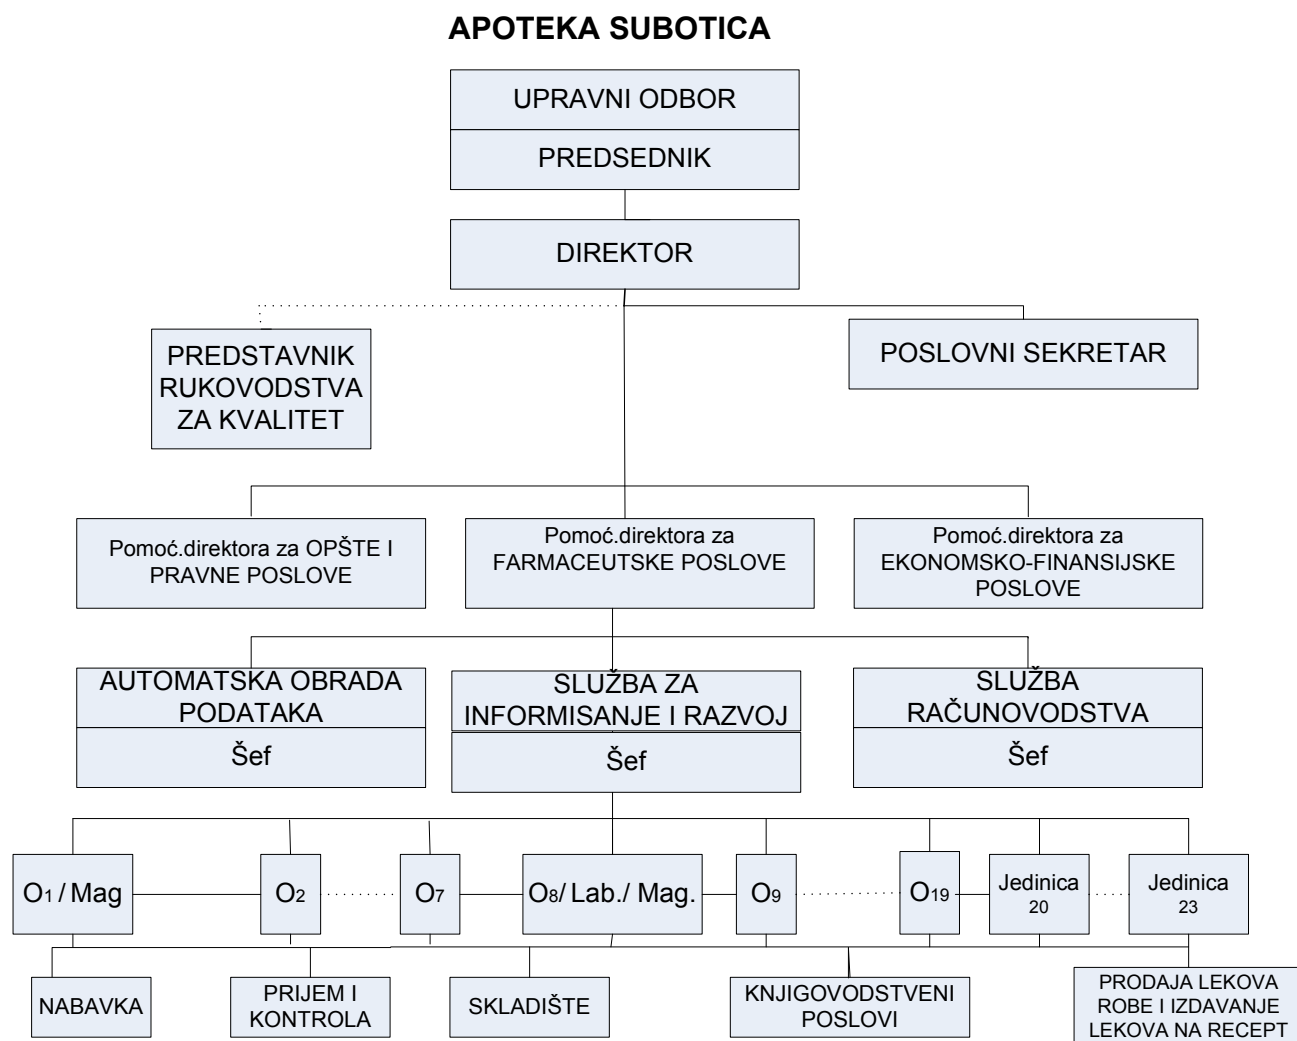 APOTEKA SUBOTICA
UPRAVNI ODBOR
PREDSEDNIK
DIREKTOR
PREDSTAVNIK
RUKOVODSTVA
ZA KVALITET
POSLOVNI SEKRETAR
Pomoć.direktora za OPŠTE I
PRAVNE POSLOVE
Pomoć.direktora za
FARMACEUTSKE POSLOVE
Pomoć.direktora za
EKONOMSKO-FINANSIJSKE
POSLOVE
AUTOMATSKA OBRADA
PODATAKA
Šef
SLUŽBA ZA
INFORMISANJE I RAZVOJ
Šef
SLUŽBA
RAČUNOVODSTVA
Šef
O1 / Mag
O2
O7
O8/ Lab./ Mag.
O9
O19
Jedinica
20
Jedinica
23
NABAVKA
PRIJEM I
KONTROLA
SKLADIŠTE
KNJIGOVODSTVENI
POSLOVI
PRODAJA LEKOVA
ROBE I IZDAVANJE
LEKOVA NA RECEPT